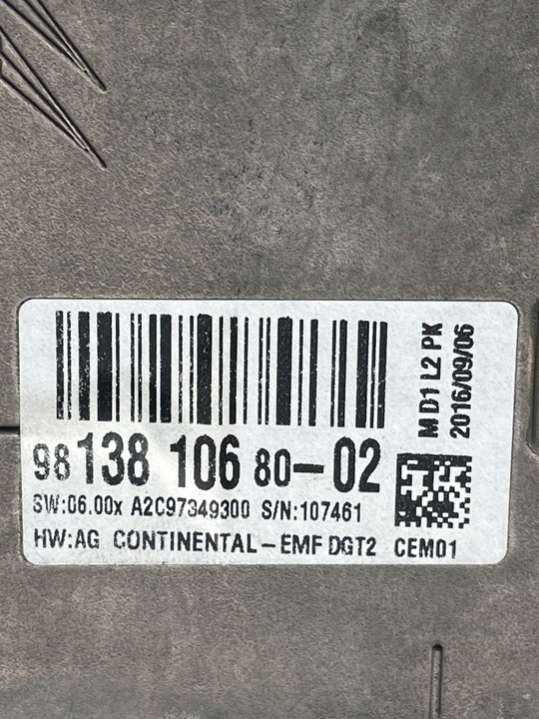 98 138 106 80-02
SW:06.00x A2C97349300 S/N:107461
HW:AG CONTINENTAL-EMF DGT2 CEM01
M D1 L2 PK
2016/09/06